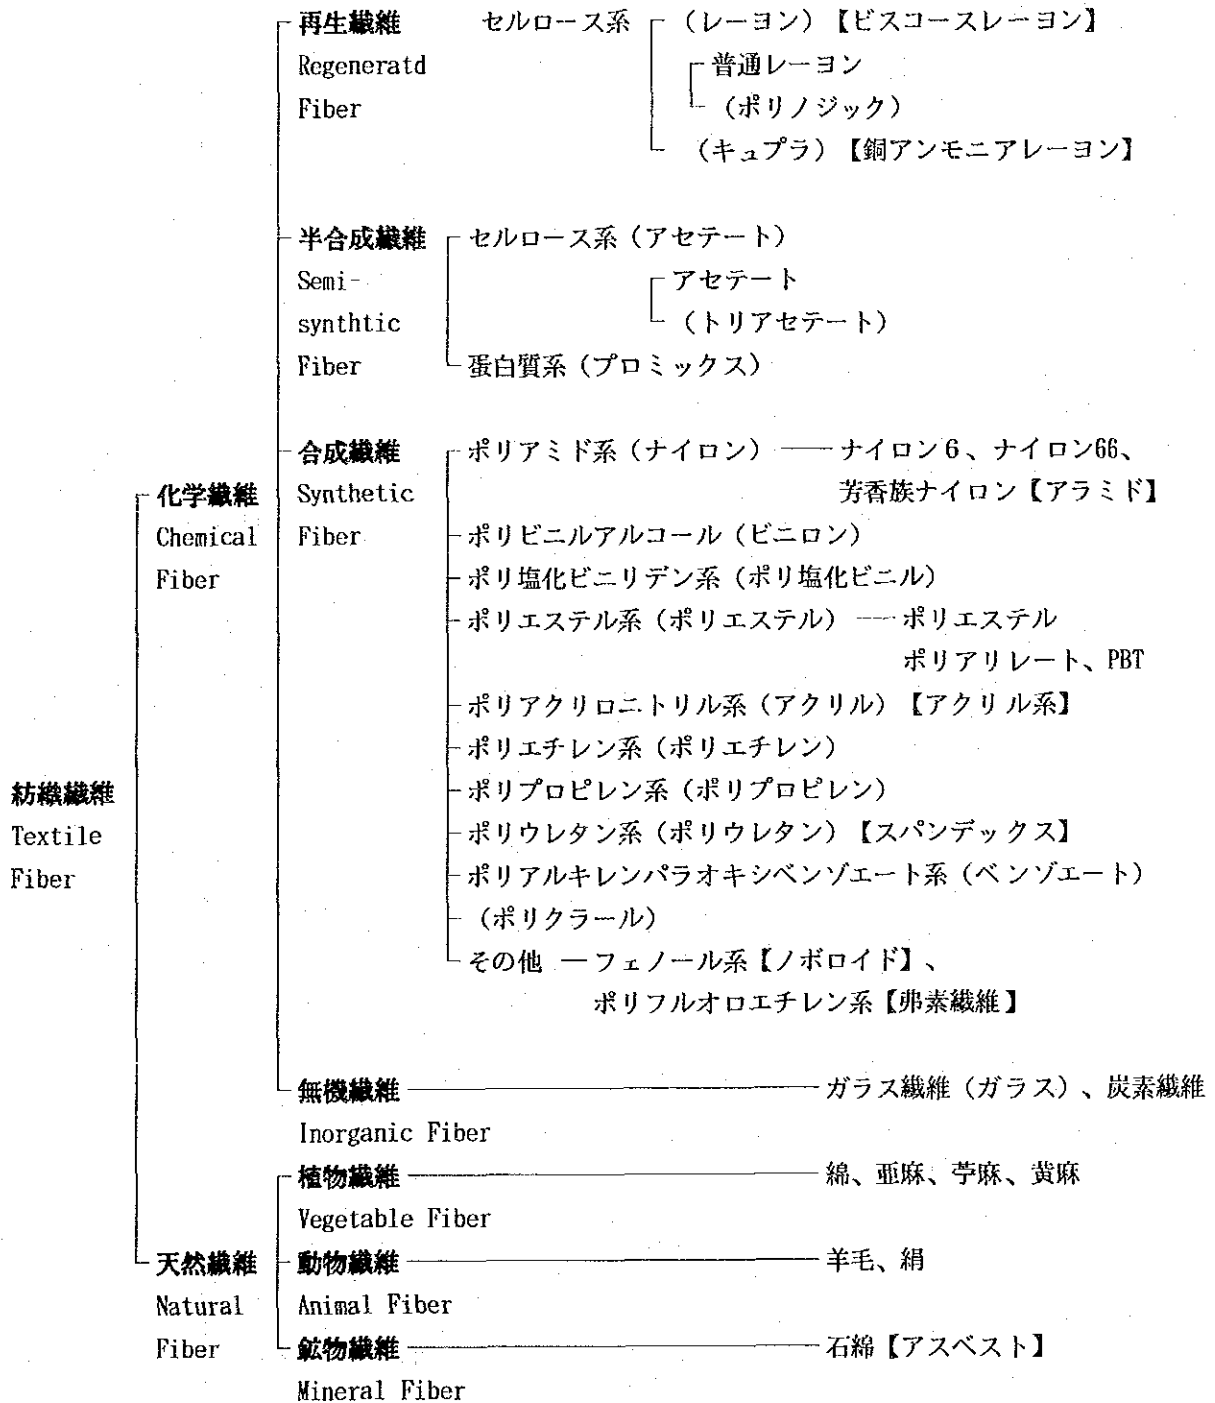 再生繊維 セルロース系 (レーヨン)【ビスコースレーヨン】
Regeneratd 普通レーヨン
Fiber (ポリノジック)
(キュプラ)【銅アンモニアレーヨン】
半合成繊維 セルロース系(アセテート)
Semi- アセテート
synthtic (トリアセテート)
Fiber 蛋白質系(プロミックス)
合成繊維 ポリアミド系(ナイロン) ── ナイロン6、ナイロン66、
化学繊維 Synthetic 芳香族ナイロン【アラミド】
Chemical Fiber ポリビニルアルコール(ビニロン)
Fiber ポリ塩化ビニリデン系(ポリ塩化ビニル)
ポリエステル系(ポリエステル) ── ポリエステル
ポリアリレート、PBT
ポリアクリロニトリル系(アクリル)【アクリル系】
ポリエチレン系(ポリエチレン)
紡織繊維 ポリプロピレン系(ポリプロピレン)
Textile ポリウレタン系(ポリウレタン)【スパンデックス】
Fiber ポリアルキレンパラオキシベンゾエート系(ベンゾエート)
(ポリクラール)
その他 ─ フェノール系【ノボロイド】、
ポリフルオロエチレン系【弗素繊維】
無機繊維 ガラス繊維(ガラス)、炭素繊維
Inorganic Fiber
植物繊維 綿、亜麻、苧麻、黄麻
Vegetable Fiber
天然繊維 動物繊維 羊毛、絹
Natural Animal Fiber
Fiber 鉱物繊維 石綿【アスベスト】
Mineral Fiber